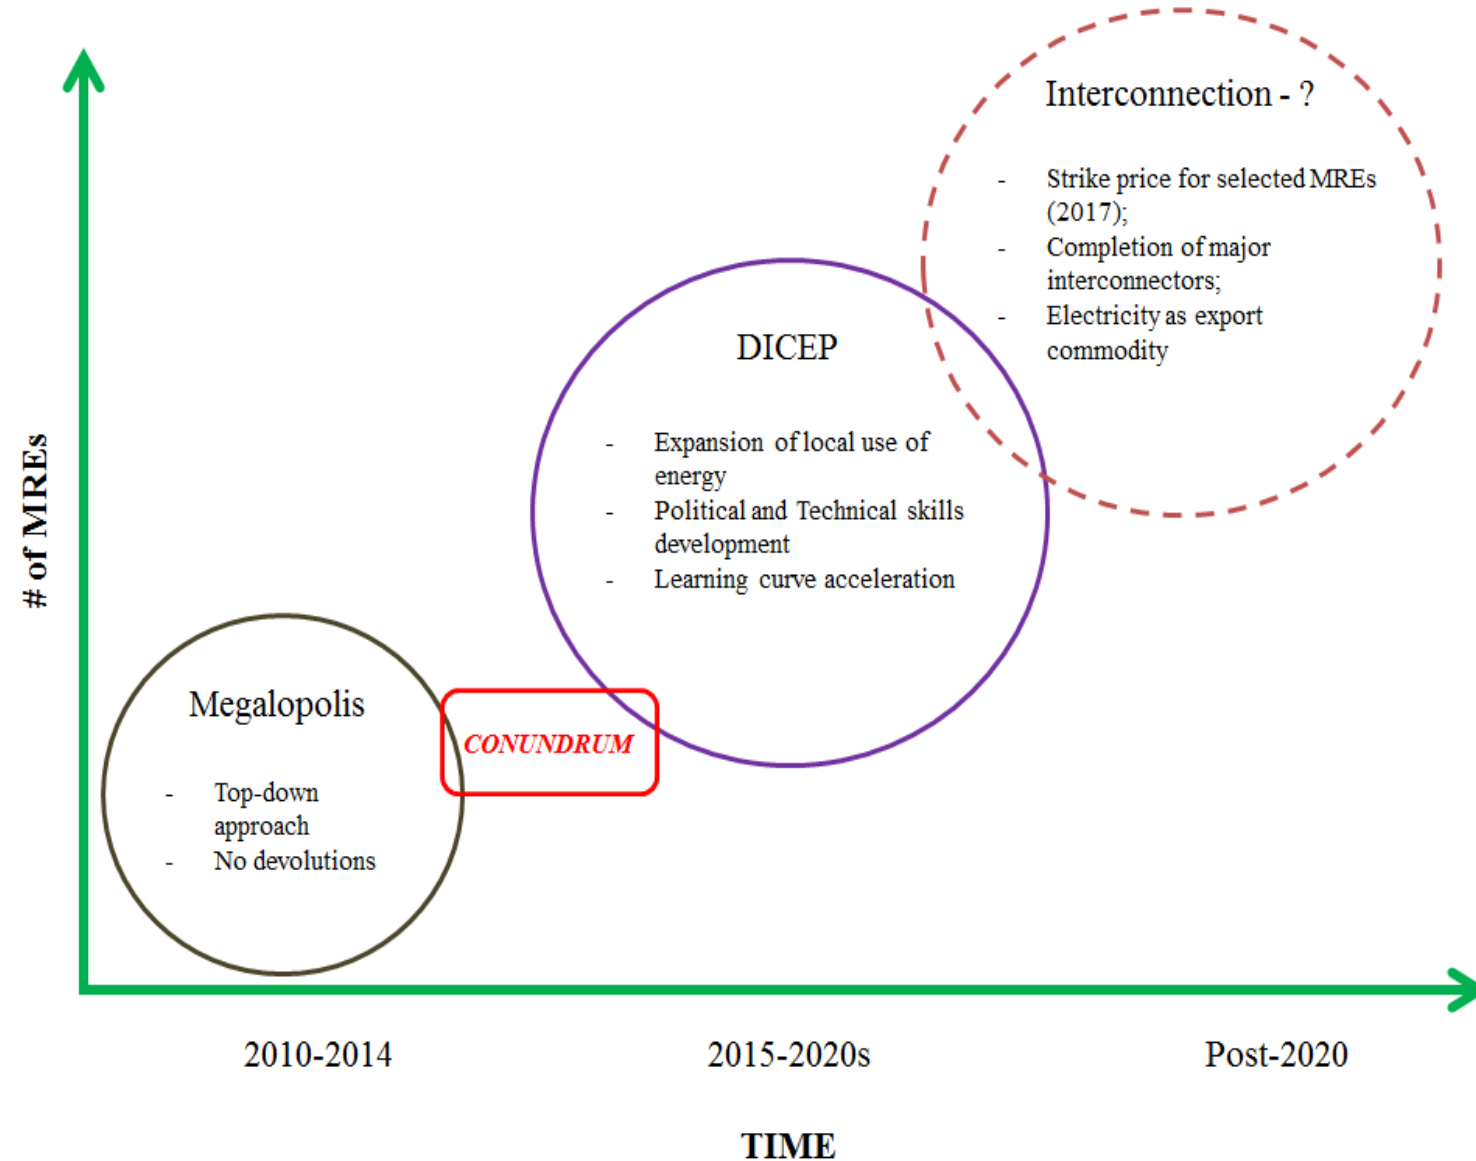 Interconnection - ?
- Strike price for selected MREs
(2017);
- Completion of major
interconnectors;
- Electricity as export
commodity
DICEP
- Expansion of local use of
energy
- Political and Technical skills
development
- Learning curve acceleration
# of MREs
Megalopolis
- Top-down
approach
- No devolutions
CONUNDRUM
2010-2014
2015-2020s
Post-2020
TIME